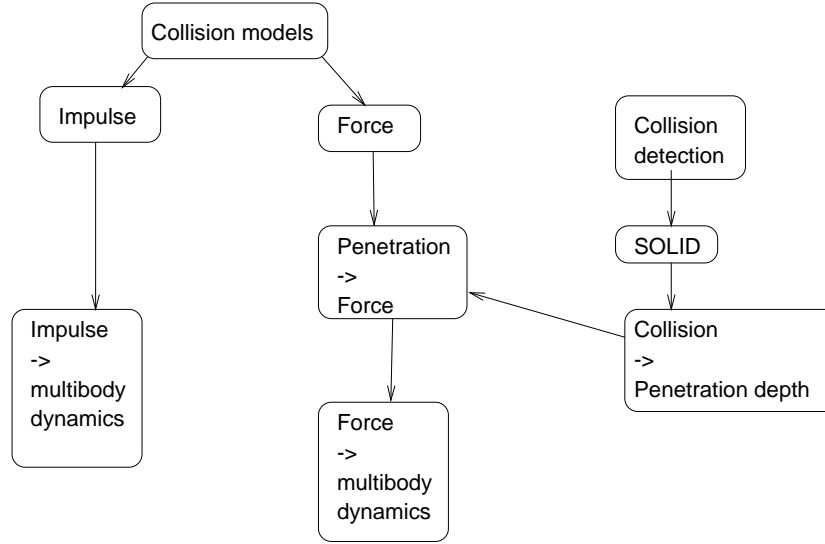 Collision models
Impulse
Force
Collision
detection
Penetration
->
Force
SOLID
Impulse
->
multibody
dynamics
Collision
->
Penetration depth
Force
->
multibody
dynamics